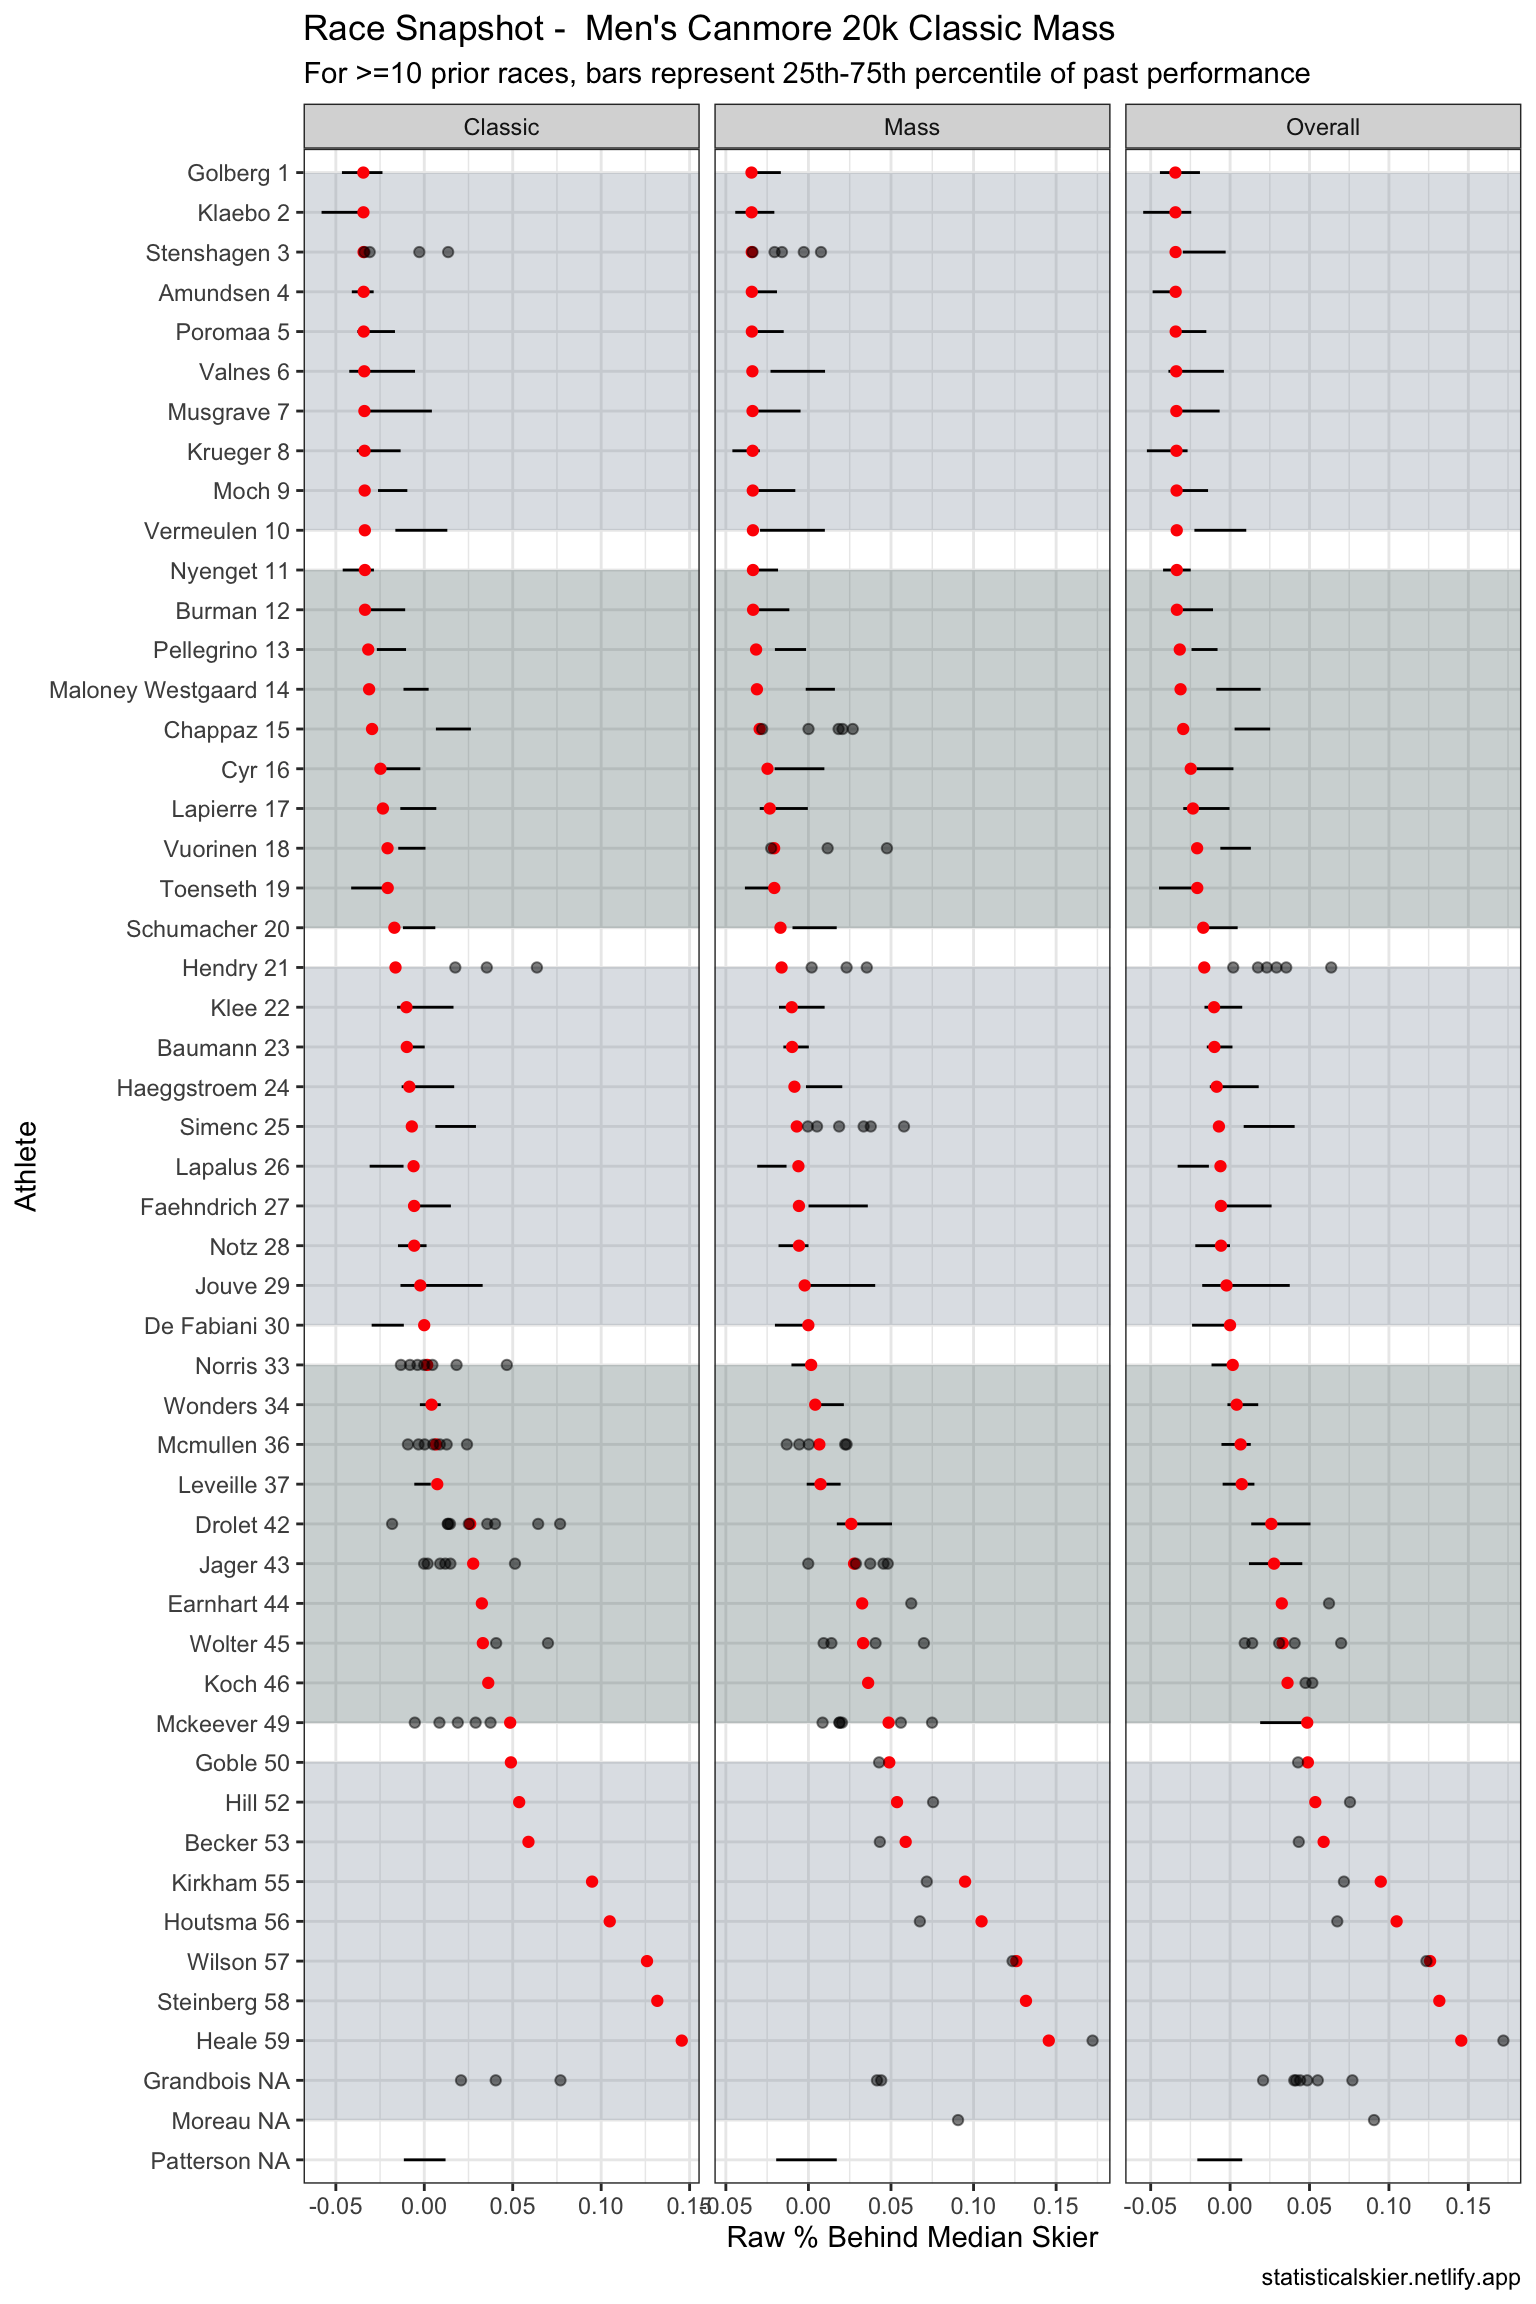 Race Snapshot -  Men's Canmore 20k Classic Mass
For >=10 prior races, bars represent 25th-75th percentile of past performance
Classic
Mass
Overall
Athlete
Golberg 1
Klaebo 2
Stenshagen 3
Amundsen 4
Poromaa 5
Valnes 6
Musgrave 7
Krueger 8
Moch 9
Vermeulen 10
Nyenget 11
Burman 12
Pellegrino 13
Maloney Westgaard 14
Chappaz 15
Cyr 16
Lapierre 17
Vuorinen 18
Toenseth 19
Schumacher 20
Hendry 21
Klee 22
Baumann 23
Haeggstroem 24
Simenc 25
Lapalus 26
Faehndrich 27
Notz 28
Jouve 29
De Fabiani 30
Norris 33
Wonders 34
Mcmullen 36
Leveille 37
Drolet 42
Jager 43
Earnhart 44
Wolter 45
Koch 46
Mckeever 49
Goble 50
Hill 52
Becker 53
Kirkham 55
Houtsma 56
Wilson 57
Steinberg 58
Heale 59
Grandbois NA
Moreau NA
Patterson NA
-0.05 0.00 0.05 0.10 0.15
-0.05 0.00 0.05 0.10 0.15
-0.05 0.00 0.05 0.10 0.15
Raw % Behind Median Skier
statisticalskier.netlify.app